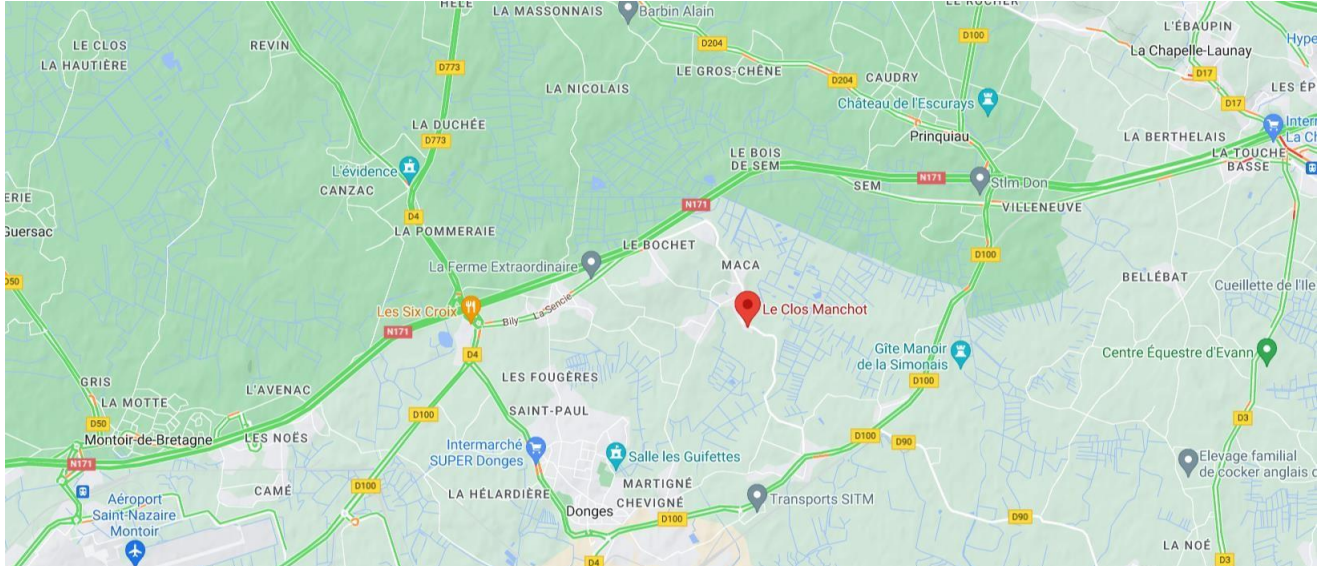 HÉLÉ
LA MASSONNAIS
Barbin Alain
LE ROCHER
L'ÉBAUPIN
D100
D204
LE CLOS
REVIN
La Chapelle-Launay
Hype
LA HAUTIÈRE
D773
LE GROS-CHÊNE
D204
CAUDRY
D17
LES ÉP
LA NICOLAIS
Château de l'Escurays
D17
LA DUCHÉE
D773
Prinquiau
LA BERTHELAIS
Inter
La Ch
LE BOIS
DE SEM
LA TOUCHE
BASSE
L'évidence
CANZAC
SEM
N171
Stlm Don
ERIE
N171
VILLENEUVE
D4
Guersac
LA POMMERAIE
LE BOCHET
D100
La Ferme Extraordinaire
MACA
BELLÉBAT
D50
Cueillette de l'Ile
Les Six Croix
Bily
La Sencie
Le Clos Manchot
N171
D4
Gîte Manoir
de la Simonais
Centre Équestre d'Evann
GRIS
L'AVENAC
LES FOUGÈRES
D100
LA MOTTE
SAINT-PAUL
D100
D3
D50
Montoir-de-Bretagne
LES NOËS
Intermarché
SUPER Donges
D100
D90
Salle les Guifettes
Elevage familial
de cocker anglais d
N171
D100
MARTIGNÉ
CAMÉ
LA HÉLARDIÈRE
CHEVIGNÉ
Transports SITM
Aéroport
Saint-Nazaire
Montoir
Donges
D100
D90
LA NOÉ
D4
D3